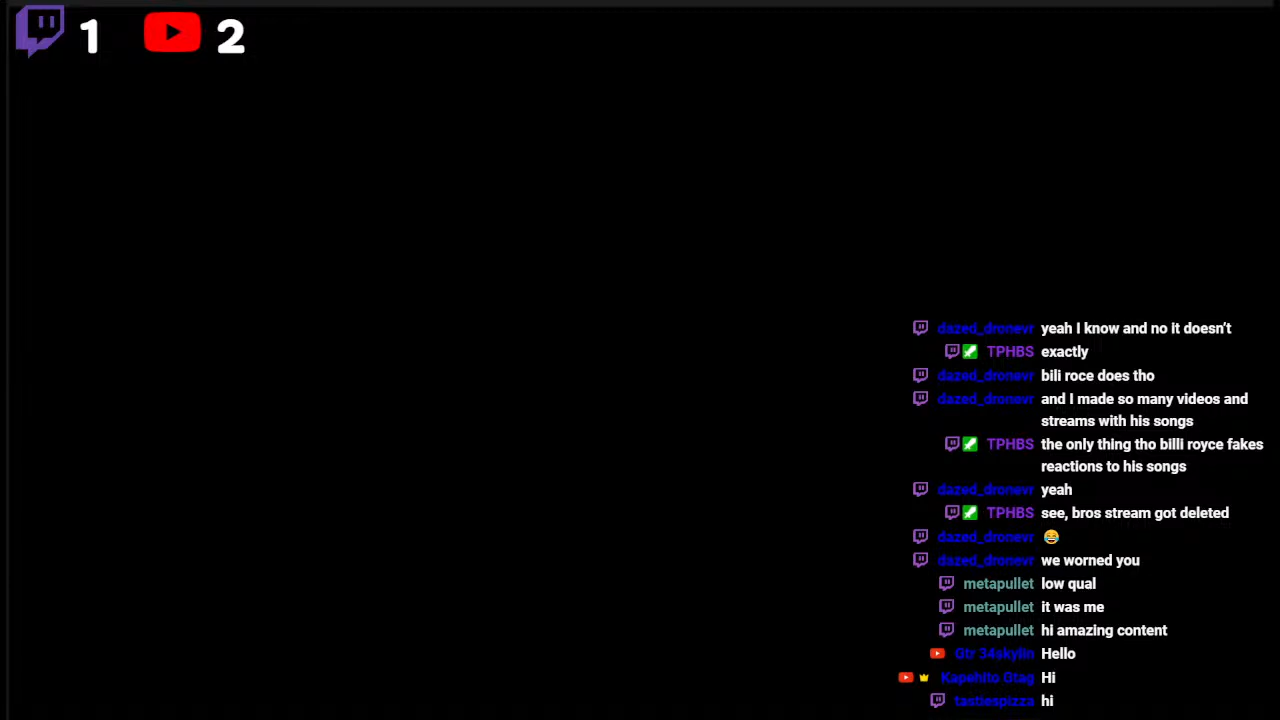 1 2
dazed_dronevr yeah I know and no it doesn't
TPHBS exactly
dazed_dronevr bili roce does tho
dazed_dronevr and I made so many videos and
streams with his songs
TPHBS the only thing tho billi royce fakes
reactions to his songs
dazed_dronevr yeah
TPHBS see, bros stream got deleted
dazed_dronevr 😂
dazed_dronevr we worned you
metapullet low qual
metapullet it was me
metapullet hi amazing content
Gtr 34skylin Hello
Kapehito Gtag Hi
tastiespizza hi